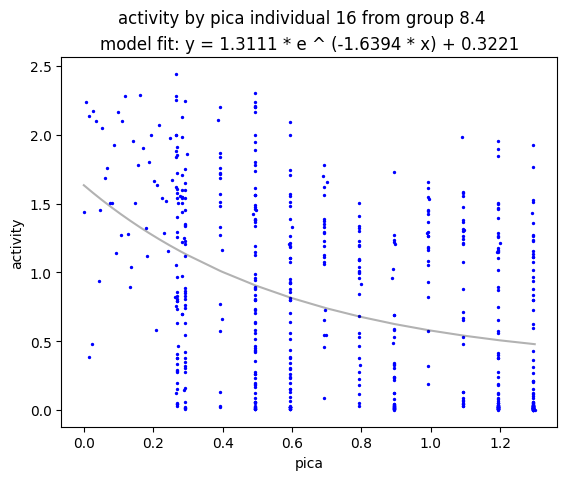 activity by pica individual 16 from group 8.4
model fit: y = 1.3111 * e ^ (-1.6394 * x) + 0.3221
2.5
2.0
1.5
1.0
0.5
0.0
activity
0.0 0.2 0.4 0.6 0.8 1.0 1.2
pica